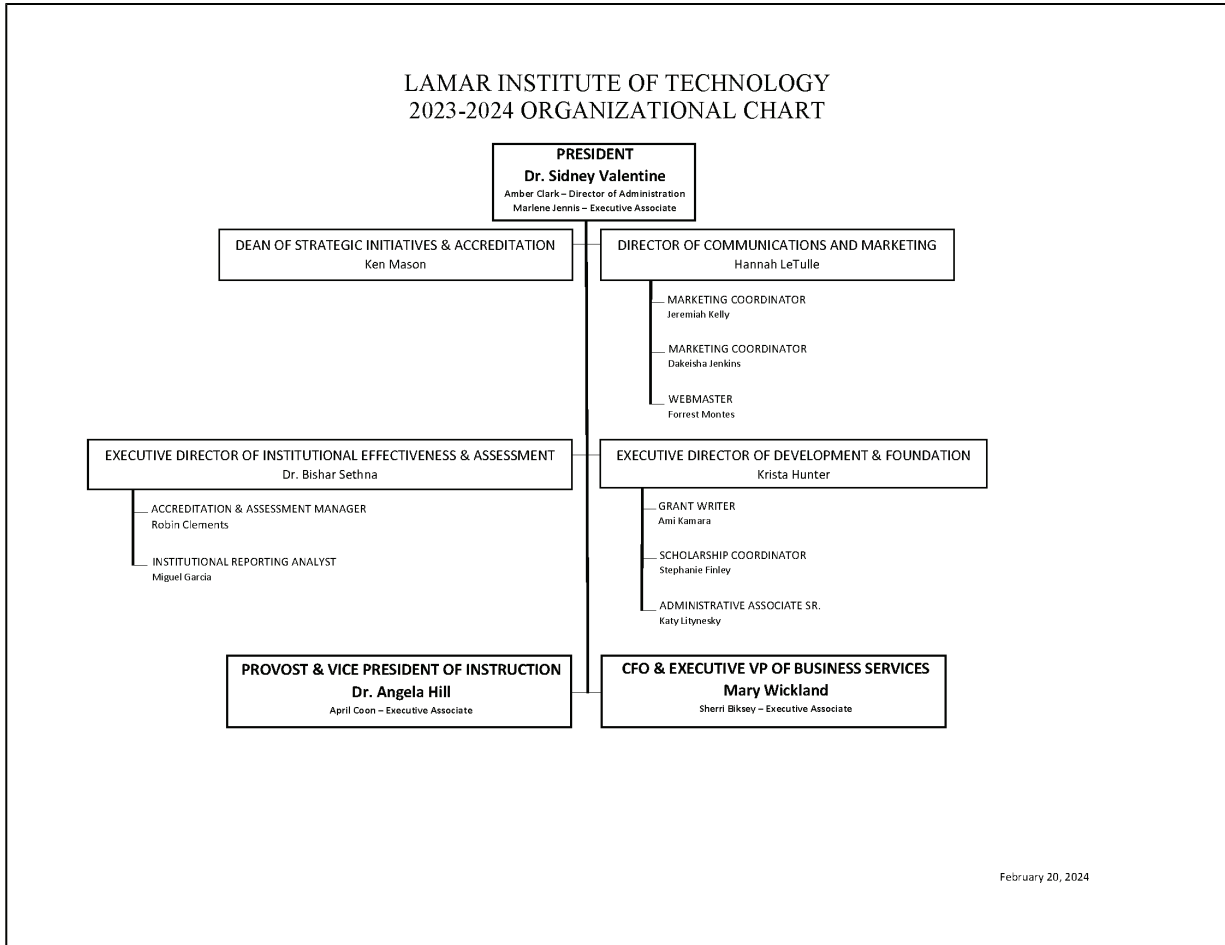 LAMAR INSTITUTE OF TECHNOLOGY
2023-2024 ORGANIZATIONAL CHART
PRESIDENT
Dr. Sidney Valentine
Amber Clark – Director of Administration
Marlene Jennis – Executive Associate
DEAN OF STRATEGIC INITIATIVES & ACCREDITATION
Ken Mason
DIRECTOR OF COMMUNICATIONS AND MARKETING
Hannah LeTulle
MARKETING COORDINATOR
Jeremiah Kelly
MARKETING COORDINATOR
Dakeisha Jenkins
WEBMASTER
Forrest Montes
EXECUTIVE DIRECTOR OF INSTITUTIONAL EFFECTIVENESS & ASSESSMENT
Dr. Bishar Sethna
ACCREDITATION & ASSESSMENT MANAGER
Robin Clements
INSTITUTIONAL REPORTING ANALYST
Miguel Garcia
EXECUTIVE DIRECTOR OF DEVELOPMENT & FOUNDATION
Krista Hunter
GRANT WRITER
Ami Kamara
SCHOLARSHIP COORDINATOR
Stephanie Finley
ADMINISTRATIVE ASSOCIATE SR.
Katy Litynesky
PROVOST & VICE PRESIDENT OF INSTRUCTION
Dr. Angela Hill
April Coon – Executive Associate
CFO & EXECUTIVE VP OF BUSINESS SERVICES
Mary Wickland
Sherri Biksey – Executive Associate
February 20, 2024